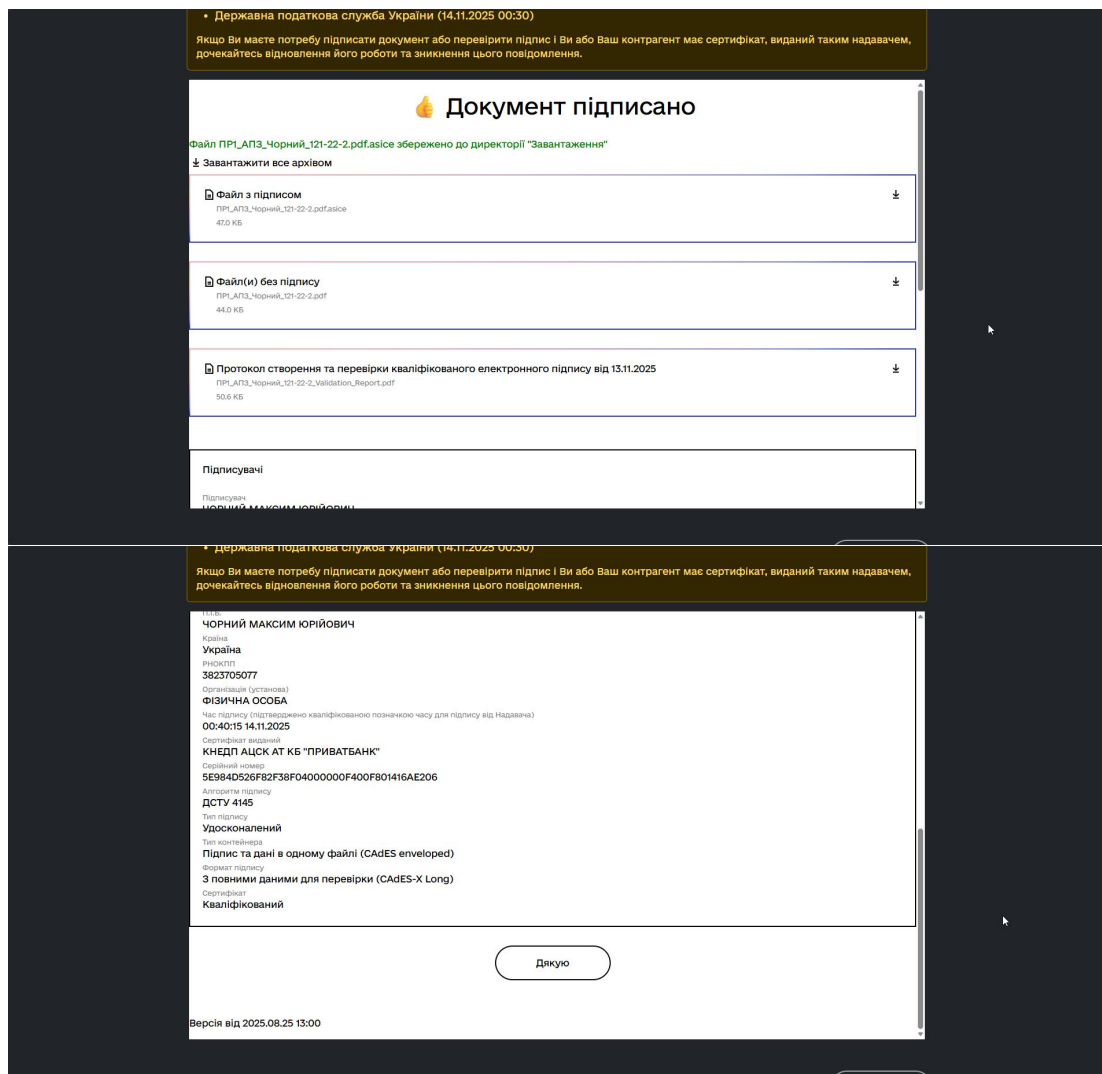 • Державна податкова служба України (14.11.2025 00:30)
Якщо Ви маєте потребу підписати документ або перевірити підпис і Ви або Ваш контрагент має сертифікат, виданий таким надавачем,
дочекайтесь відновлення його роботи та зникнення цього повідомлення.
👍 Документ підписано
Файл ПР1_АПЗ_Чорний_121-22-2.pdf.asice збережено до директорії "Завантаження"
Завантажити все архівом
Файл з підписом
ПР1_АПЗ_Чорний_121-22-2.pdf.asice
47.0 КБ
Файл(и) без підпису
ПР1_АПЗ_Чорний_121-22-2.pdf
44.0 КБ
Протокол створення та перевірки кваліфікованого електронного підпису від 13.11.2025
ПР1_АПЗ_Чорний_121-22-2_Validation_Report.pdf
50.6 КБ
Підписувачі
Підписувач
ЧОРНИЙ МАКСИМ ЮРІЙОВИЧ
• Державна податкова служба України (14.11.2025 00:30)
Якщо Ви маєте потребу підписати документ або перевірити підпис і Ви або Ваш контрагент має сертифікат, виданий таким надавачем,
дочекайтесь відновлення його роботи та зникнення цього повідомлення.
П.І.Б.
ЧОРНИЙ МАКСИМ ЮРІЙОВИЧ
Країна
Україна
РНОКПП
3823705077
Організація (установа)
ФІЗИЧНА ОСОБА
Час підпису (підтверджено кваліфікованою позначкою часу для підпису від Надавача)
00:40:15 14.11.2025
Сертифікат виданий
КНЕДП АЦСК АТ КБ "ПРИВАТБАНК"
Серійний номер
5E984D526F82F38F04000000F400F801416AE206
Алгоритм підпису
ДСТУ 4145
Тип підпису
Удосконалений
Тип контейнера
Підпис та дані в одному файлі (CAdES enveloped)
Формат підпису
З повними даними для перевірки (CAdES-X Long)
Сертифікат
Кваліфікований
Дякую
Версія від 2025.08.25 13:00